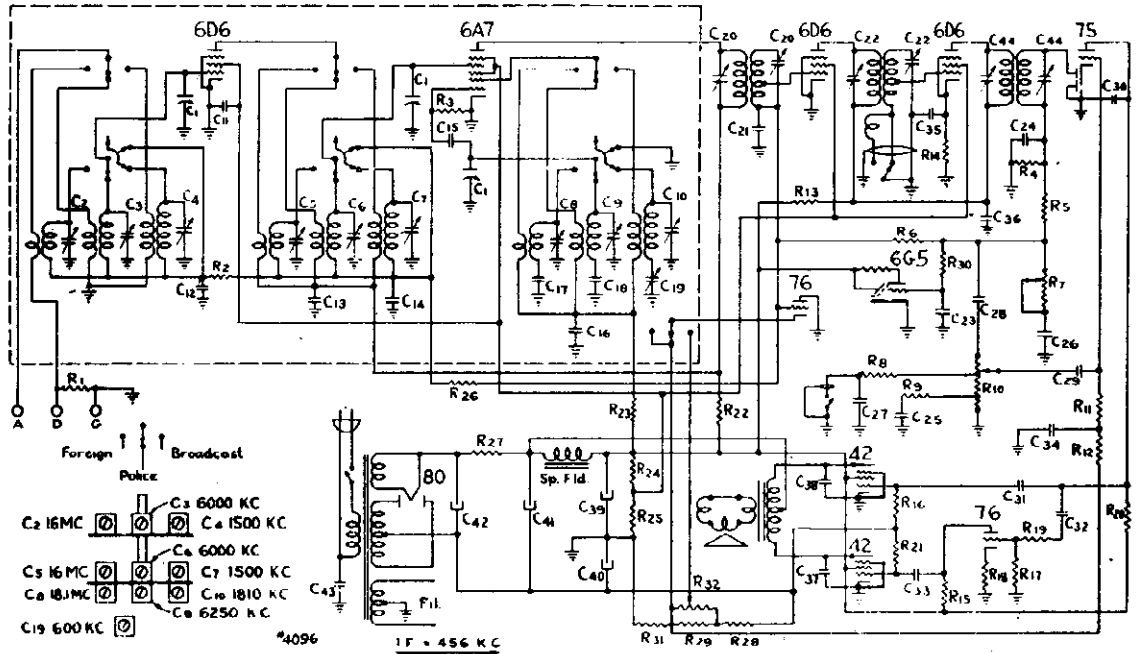 6D6
6A7
C20 C20 6D6 C22 C22 6D6 C44 C44 75
C1 C11
C1
R3
C15
C1
C21
C35
R14
C24
R4
C38
C2 C3 C4
C5 C6 C7
C8 C9 C10
R13
C36
R5
R6
6G5
R30
R7
R2
C12
C13
C14
C17 C18 C19
C16
76
C23
C28
C26
R1
A D G
R26
R8
R9
R10
C29
C27
C25
R11
R23
R22
C34
R12
Foreign Broadcast
Police
80
R27
Sp. Fld.
R24
42
C3 6000 KC
C2 16MC
C4 1500 KC
C42
C41
C39
R25
C38
R16
C31
C6 6000 KC
42
R21
76
R19
C32
C5 16 MC
C7 1500 KC
C8 18.1MC
C10 1810 KC
C9 6250 KC
C43
C40
R32
C37
C33
R15
R18
R17
Fil.
C19 600 KC
R31 R29 R28
#4096
IF = 456 KC